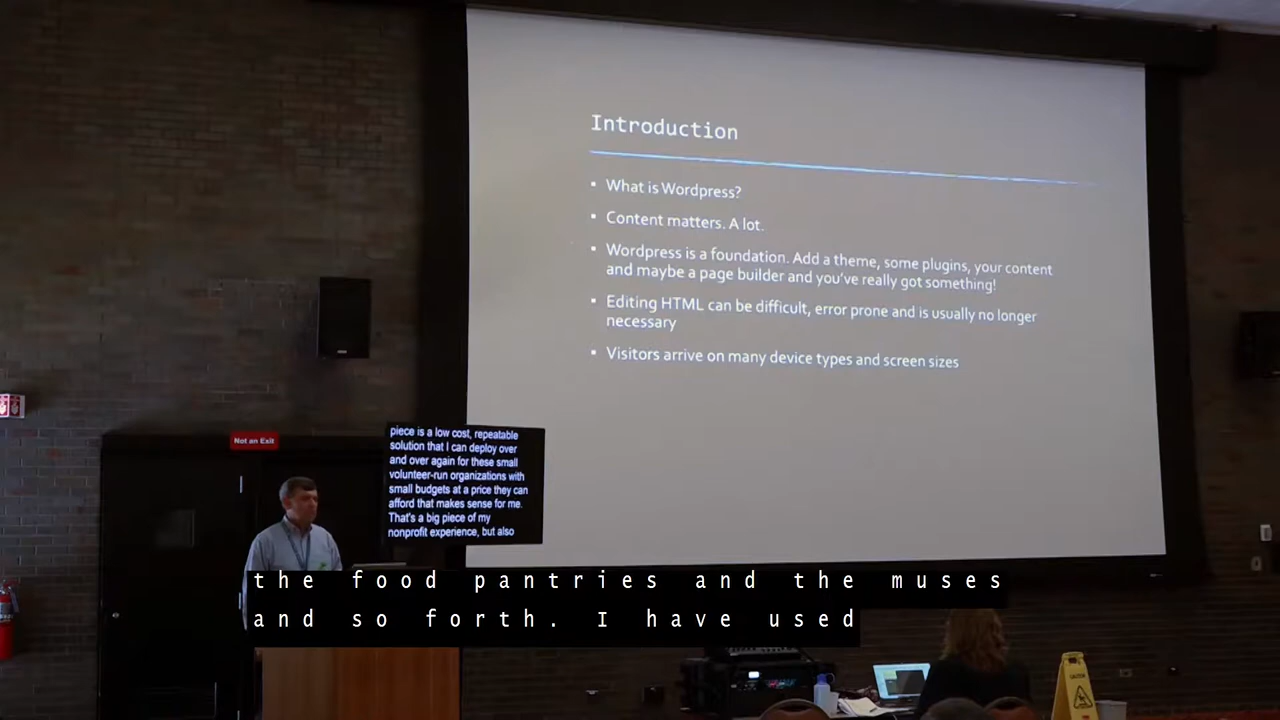 Introduction
▪ What is Wordpress?
▪ Content matters. A lot.
▪ Wordpress is a foundation. Add a theme, some plugins, your content
and maybe a page builder and you've really got something!
▪ Editing HTML can be difficult, error prone and is usually no longer
necessary
▪ Visitors arrive on many device types and screen sizes
Not an Exit
piece is a low cost, repeatable
solution that I can deploy over
and over again for these small
volunteer-run organizations with
small budgets at a price they can
afford that makes sense for me.
That's a big piece of my
nonprofit experience, but also
the food pantries and the muses
and so forth. I have used
CAUTION